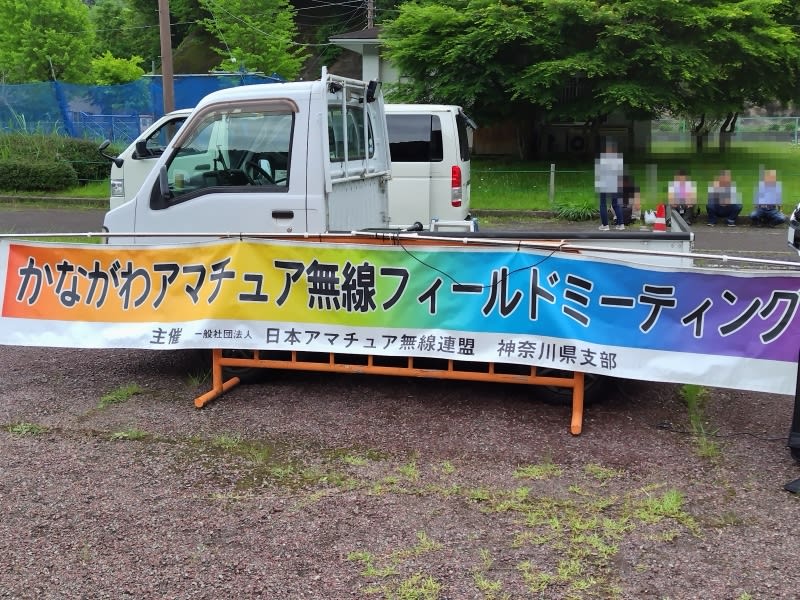 かながわアマチュア無線フィールドミーティング
主催 一般社団法人 日本アマチュア無線連盟 神奈川県支部